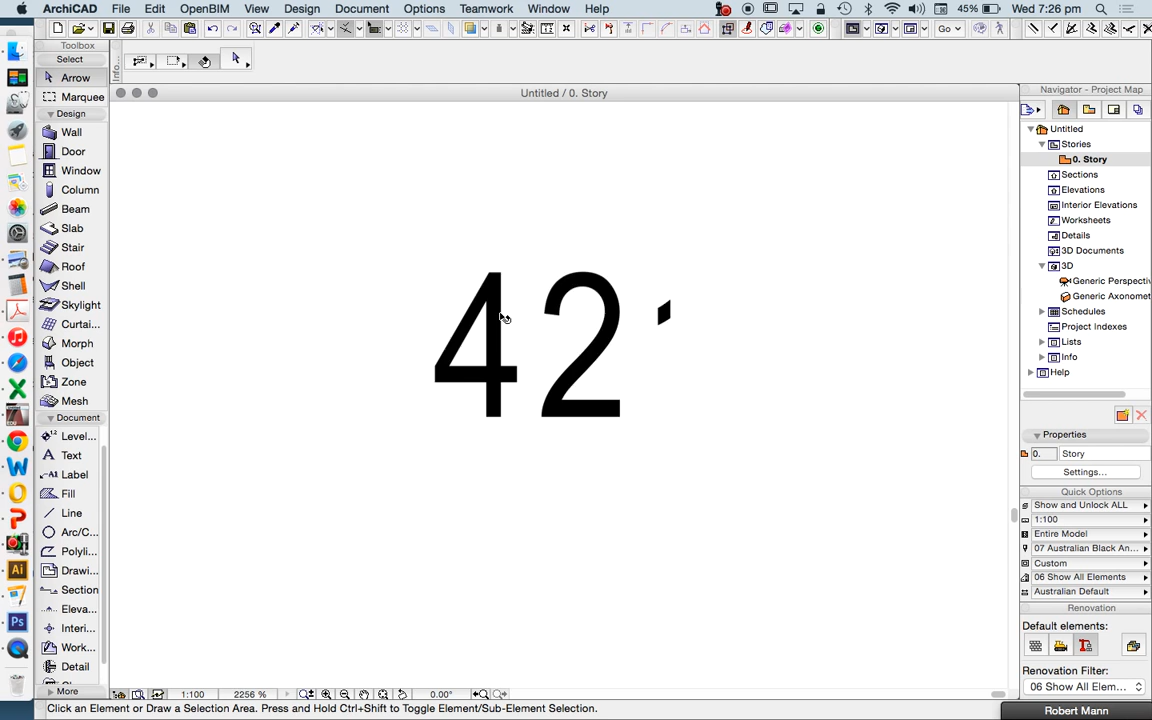 ArchiCAD File Edit OpenBIM View Design Document Options Teamwork Window Help 45% Wed 7:26 pm
Go
Toolbox
Select
Arrow
Marquee
Design
Wall
Door
Window
Column
Beam
Slab
Stair
Roof
Shell
Skylight
Curtai...
Morph
Object
Zone
Mesh
Document
Level...
Text
Label
Fill
Line
Arc/C...
Polyli...
Drawi...
Section
Eleva...
Interi...
Work...
Detail
More
Info...
Untitled / 0. Story
42
Navigator - Project Map
Untitled
Stories
0. Story
Sections
Elevations
Interior Elevations
Worksheets
Details
3D Documents
3D
Generic Perspecti
Generic Axonomet
Schedules
Project Indexes
Lists
Info
Help
Properties
0. Story
Settings...
Quick Options
Show and Unlock ALL
1:100
Entire Model
07 Australian Black An...
Custom
06 Show All Elements
Australian Default
Renovation
Default elements:
Renovation Filter:
06 Show All Elem...
1:100 2256 % 0.00°
Click an Element or Draw a Selection Area. Press and Hold Ctrl+Shift to Toggle Element/Sub-Element Selection.
Robert Mann